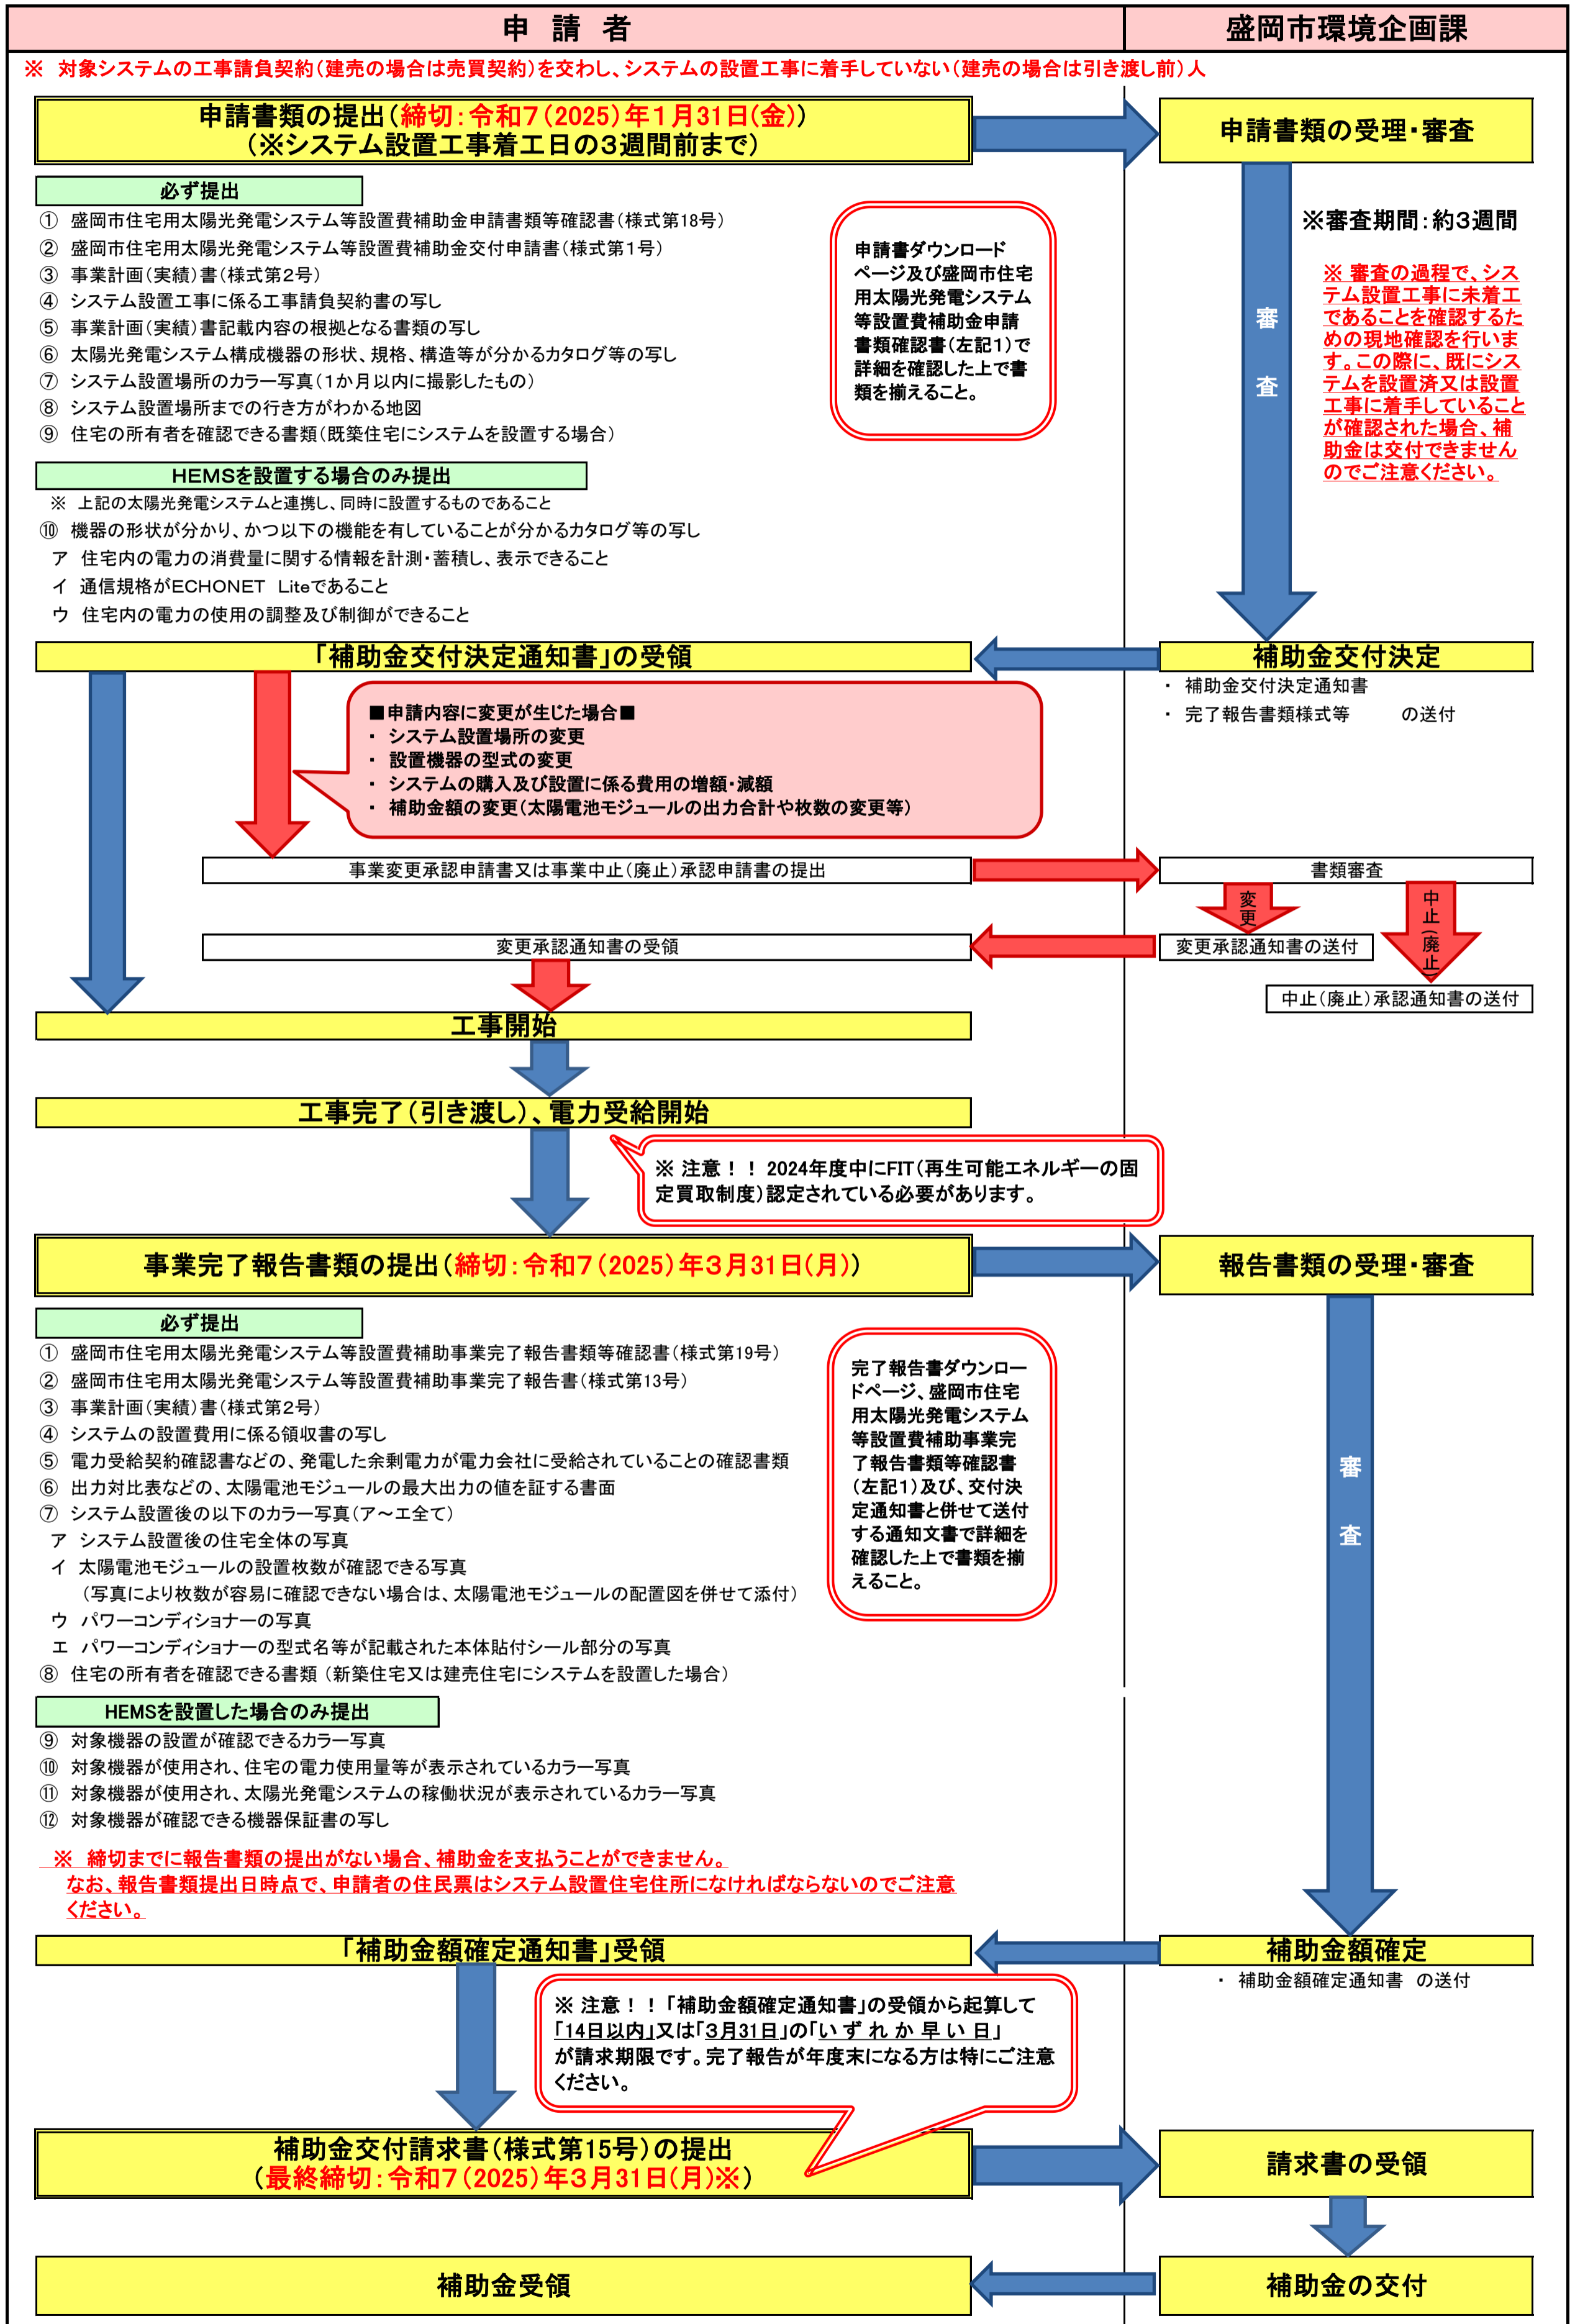 申 請 者
盛岡市環境企画課
※ 対象システムの工事請負契約(建売の場合は売買契約)を交わし、システムの設置工事に着手していない(建売の場合は引き渡し前)人
申請書類の提出(締切:令和7(2025)年1月31日(金))
(※システム設置工事着工日の3週間前まで)
申請書類の受理・審査
必ず提出
① 盛岡市住宅用太陽光発電システム等設置費補助金申請書類等確認書(様式第18号)
② 盛岡市住宅用太陽光発電システム等設置費補助金交付申請書(様式第1号)
③ 事業計画(実績)書(様式第2号)
④ システム設置工事に係る工事請負契約書の写し
⑤ 事業計画(実績)書記載内容の根拠となる書類の写し
⑥ 太陽光発電システム構成機器の形状、規格、構造等が分かるカタログ等の写し
⑦ システム設置場所のカラー写真(1か月以内に撮影したもの)
⑧ システム設置場所までの行き方がわかる地図
⑨ 住宅の所有者を確認できる書類(既築住宅にシステムを設置する場合)
申請書ダウンロード
ページ及び盛岡市住宅
用太陽光発電システム
等設置費補助金申請
書類確認書(左記1)で
詳細を確認した上で書
類を揃えること。
審
査
※審査期間:約3週間
※ 審査の過程で、シス
テム設置工事に未着工
であることを確認するた
めの現地確認を行いま
す。この際に、既にシス
テムを設置済又は設置
工事に着手していること
が確認された場合、補
助金は交付できません
のでご注意ください。
HEMSを設置する場合のみ提出
※ 上記の太陽光発電システムと連携し、同時に設置するものであること
⑩ 機器の形状が分かり、かつ以下の機能を有していることが分かるカタログ等の写し
ア 住宅内の電力の消費量に関する情報を計測・蓄積し、表示できること
イ 通信規格がECHONET Liteであること
ウ 住宅内の電力の使用の調整及び制御ができること
「補助金交付決定通知書」の受領
補助金交付決定
・ 補助金交付決定通知書
・ 完了報告書類様式等 の送付
■申請内容に変更が生じた場合■
・ システム設置場所の変更
・ 設置機器の型式の変更
・ システムの購入及び設置に係る費用の増額・減額
・ 補助金額の変更(太陽電池モジュールの出力合計や枚数の変更等)
事業変更承認申請書又は事業中止(廃止)承認申請書の提出
書類審査
変更
中止(廃止)
変更承認通知書の受領
変更承認通知書の送付
中止(廃止)承認通知書の送付
工事開始
工事完了(引き渡し)、電力受給開始
※ 注意!! 2024年度中にFIT(再生可能エネルギーの固
定買取制度)認定されている必要があります。
事業完了報告書類の提出(締切:令和7(2025)年3月31日(月))
報告書類の受理・審査
必ず提出
① 盛岡市住宅用太陽光発電システム等設置費補助事業完了報告書類等確認書(様式第19号)
② 盛岡市住宅用太陽光発電システム等設置費補助事業完了報告書(様式第13号)
③ 事業計画(実績)書(様式第2号)
④ システムの設置費用に係る領収書の写し
⑤ 電力受給契約確認書などの、発電した余剰電力が電力会社に受給されていることの確認書類
⑥ 出力対比表などの、太陽電池モジュールの最大出力の値を証する書面
⑦ システム設置後の以下のカラー写真(ア~エ全て)
ア システム設置後の住宅全体の写真
イ 太陽電池モジュールの設置枚数が確認できる写真
(写真により枚数が容易に確認できない場合は、太陽電池モジュールの配置図を併せて添付)
ウ パワーコンディショナーの写真
エ パワーコンディショナーの型式名等が記載された本体貼付シール部分の写真
⑧ 住宅の所有者を確認できる書類 (新築住宅又は建売住宅にシステムを設置した場合)
完了報告書ダウンロー
ドページ、盛岡市住宅
用太陽光発電システム
等設置費補助事業完
了報告書類等確認書
(左記1)及び、交付決
定通知書と併せて送付
する通知文書で詳細を
確認した上で書類を揃
えること。
審
査
HEMSを設置した場合のみ提出
⑨ 対象機器の設置が確認できるカラー写真
⑩ 対象機器が使用され、住宅の電力使用量等が表示されているカラー写真
⑪ 対象機器が使用され、太陽光発電システムの稼働状況が表示されているカラー写真
⑫ 対象機器が確認できる機器保証書の写し
※ 締切までに報告書類の提出がない場合、補助金を支払うことができません。
なお、報告書類提出日時点で、申請者の住民票はシステム設置住宅住所になければならないのでご注意
ください。
「補助金額確定通知書」受領
補助金額確定
・ 補助金額確定通知書 の送付
※ 注意!!「補助金額確定通知書」の受領から起算して
「14日以内」又は「3月31日」の「いずれか早い日」
が請求期限です。完了報告が年度末になる方は特にご注意
ください。
補助金交付請求書(様式第15号)の提出
(最終締切:令和7(2025)年3月31日(月)※)
請求書の受領
補助金受領
補助金の交付